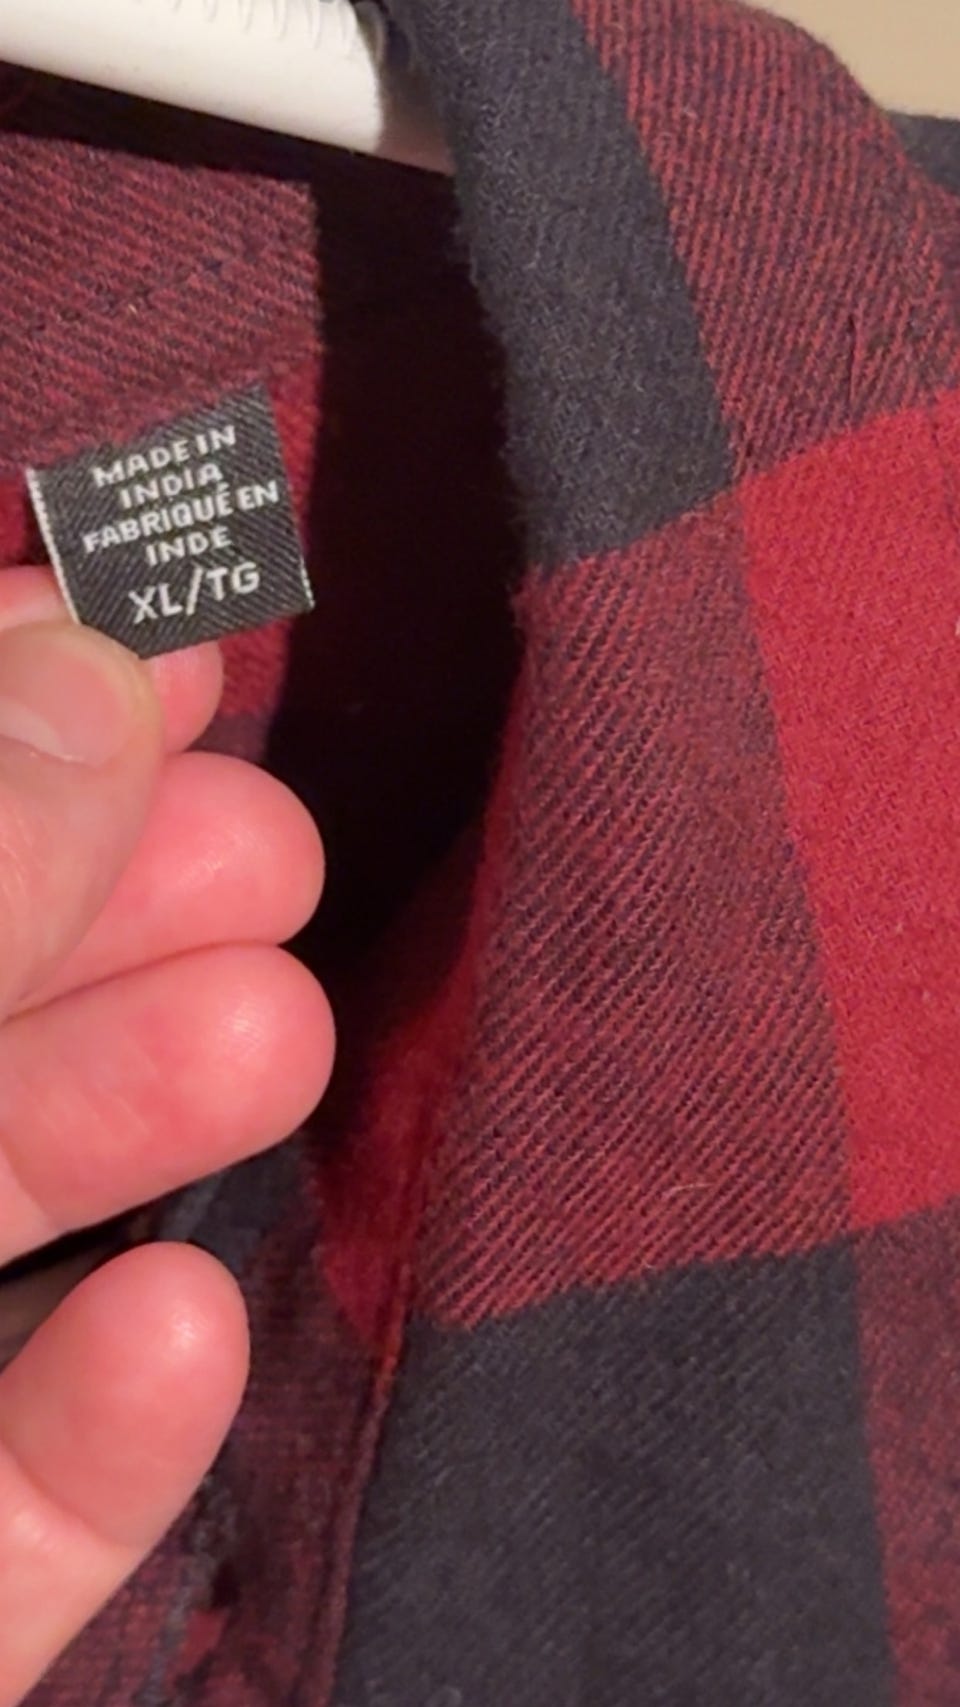 MADE IN
INDIA
FABRIQUÉ EN
INDE
XL/TG